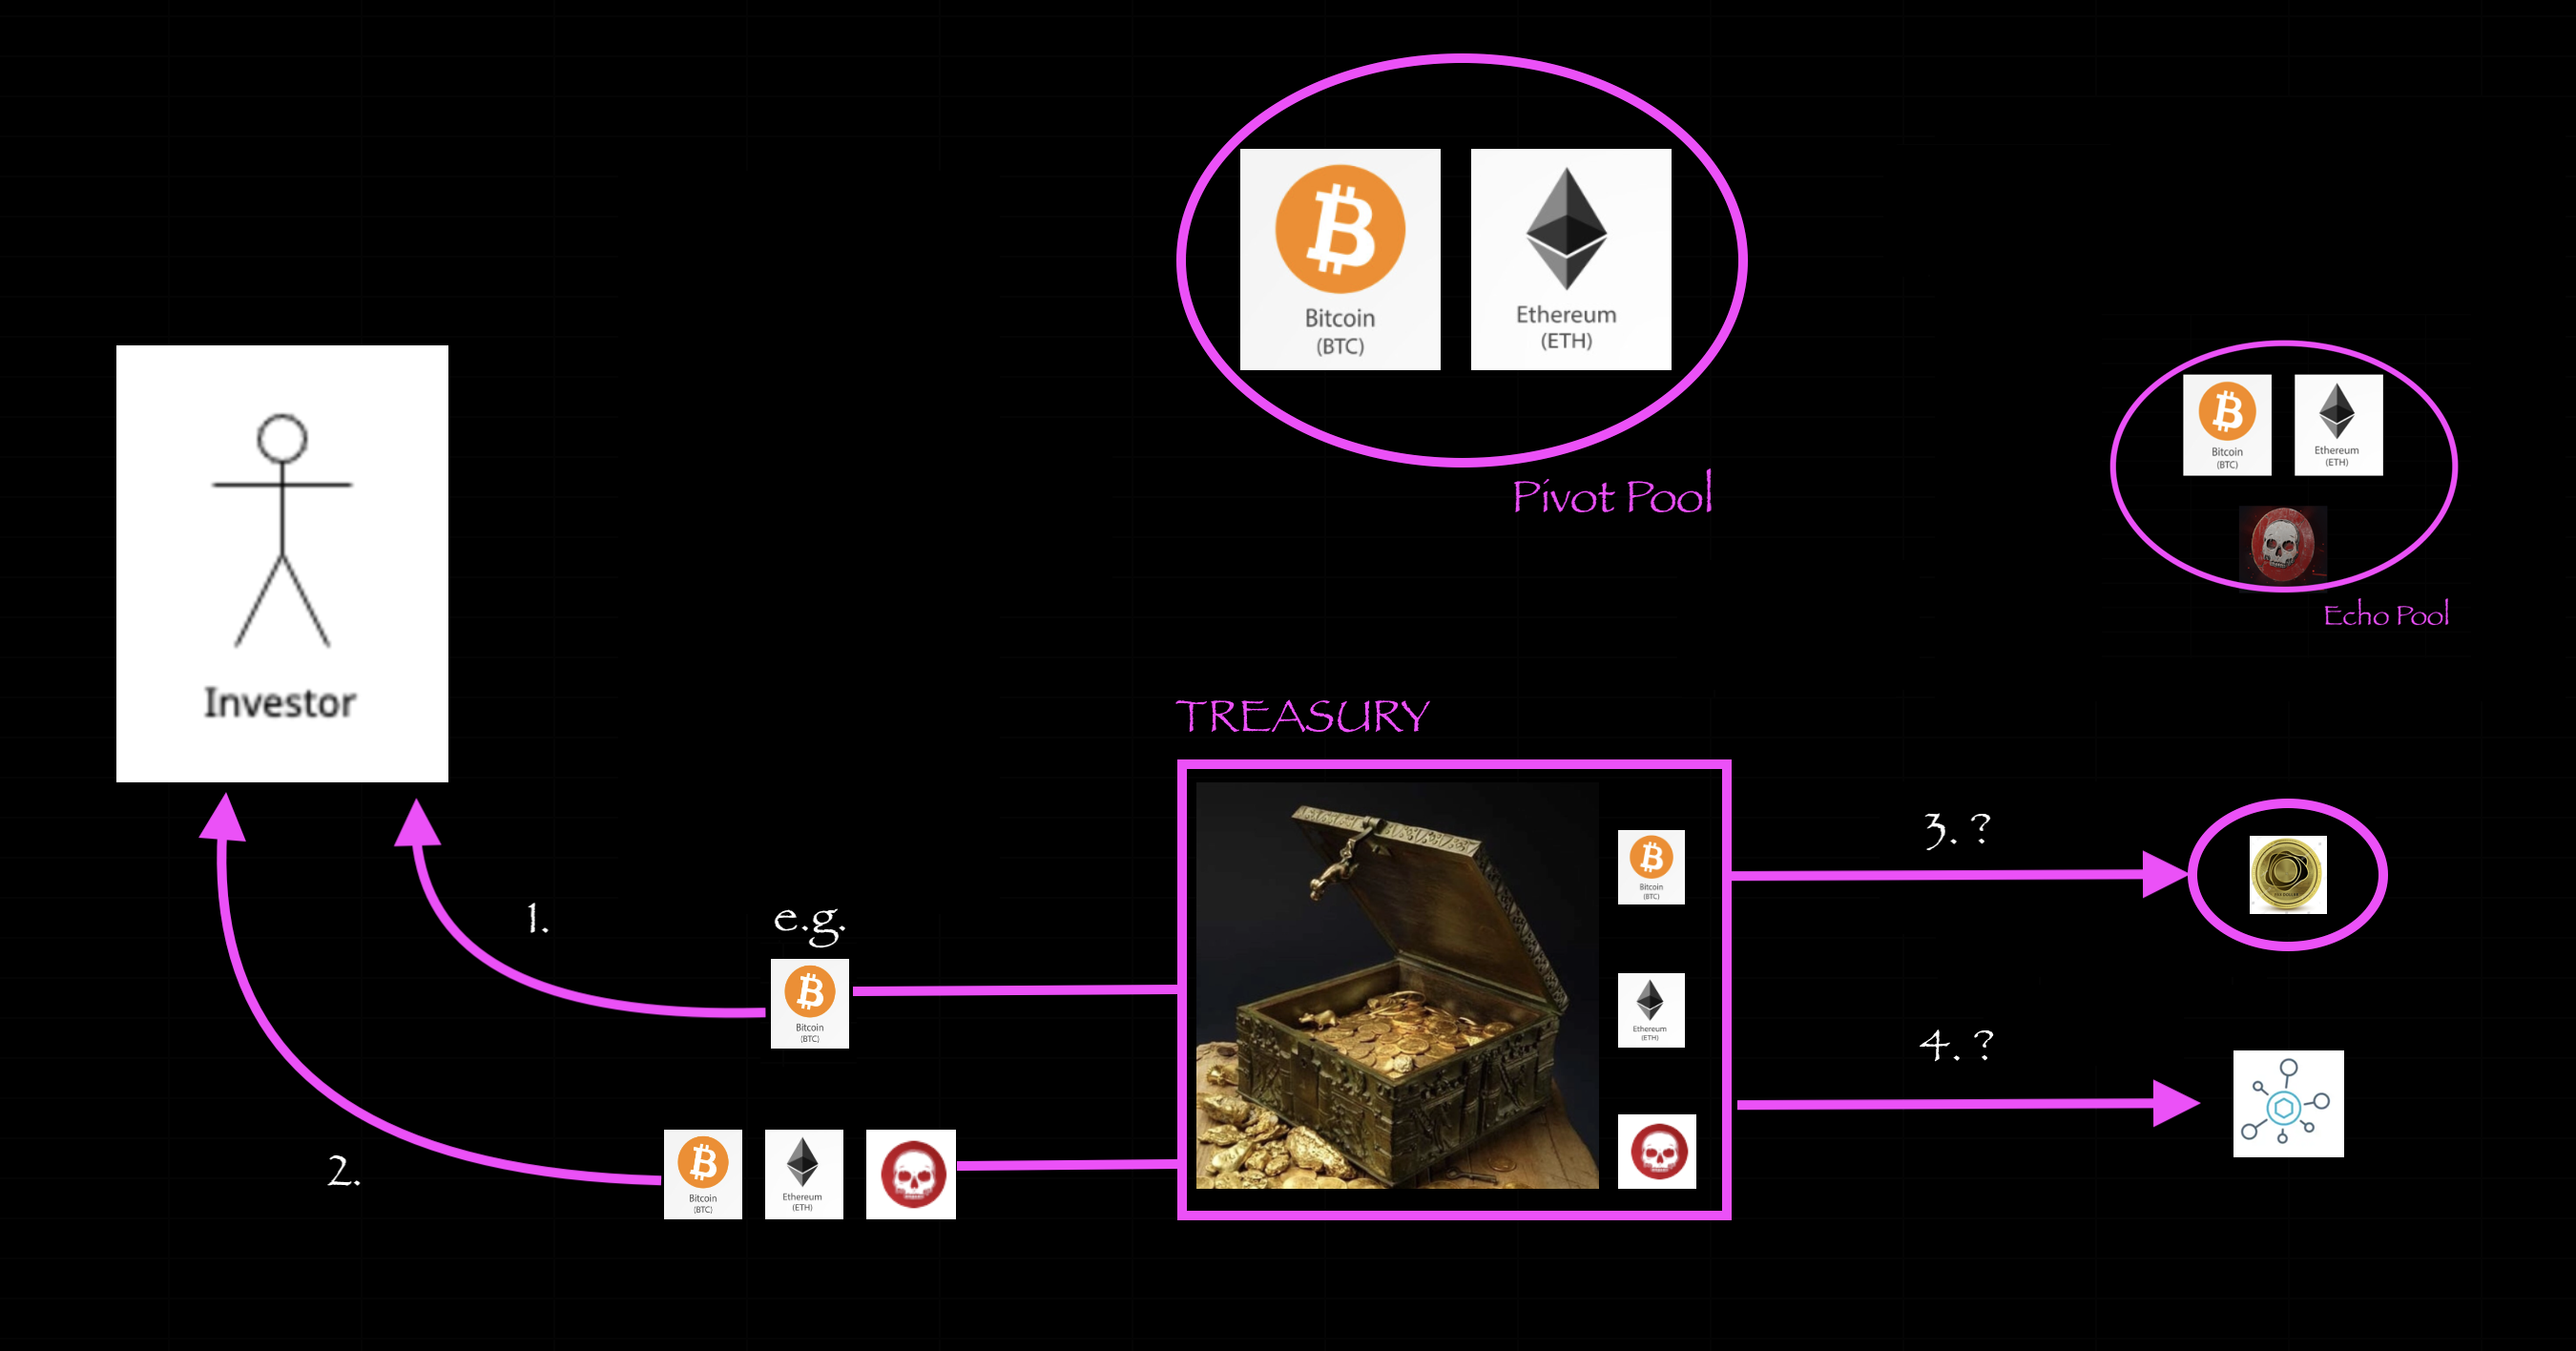 Bitcoin
(BTC)
Ethereum
(ETH)
Pivot Pool
Bitcoin
(BTC)
Ethereum
(ETH)
Echo Pool
Investor
TREASURY
Bitcoin
(BTC)
Ethereum
(ETH)
3. ?
4. ?
1.
e.g.
Bitcoin
(BTC)
2.
Bitcoin
(BTC)
Ethereum
(ETH)